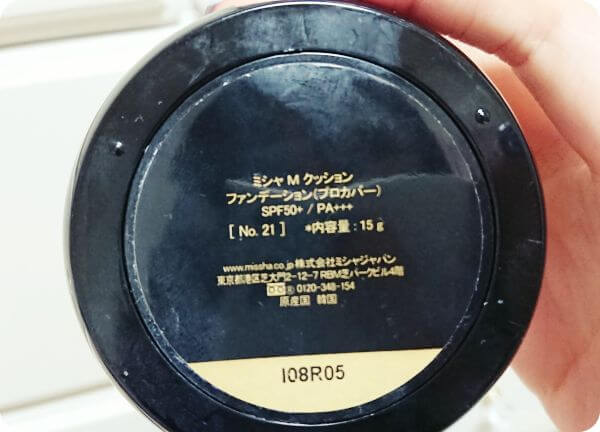 ミシャ M クッション
ファンデーション(プロカバー)
SPF50+ / PA+++
[ No. 21 ] *内容量 : 15 g
www.missha.co.jp 株式会社ミシャジャパン
東京都港区芝大門2-12-7 RBM芝パークビル4階
0120-348-154
原産国 韓国
I08R05